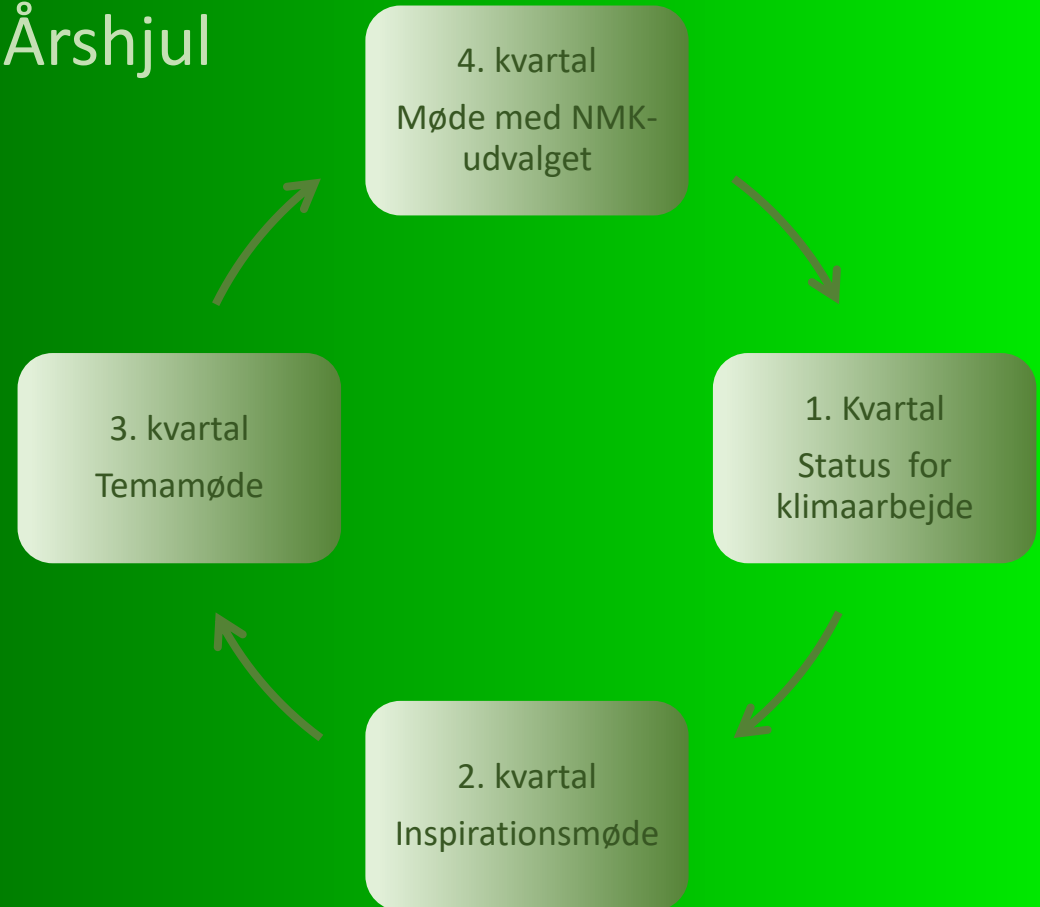 Årshjul
4. kvartal
Møde med NMK-
udvalget
1. Kvartal
Status for
klimaarbejde
2. kvartal
Inspirationsmøde
3. kvartal
Temamøde